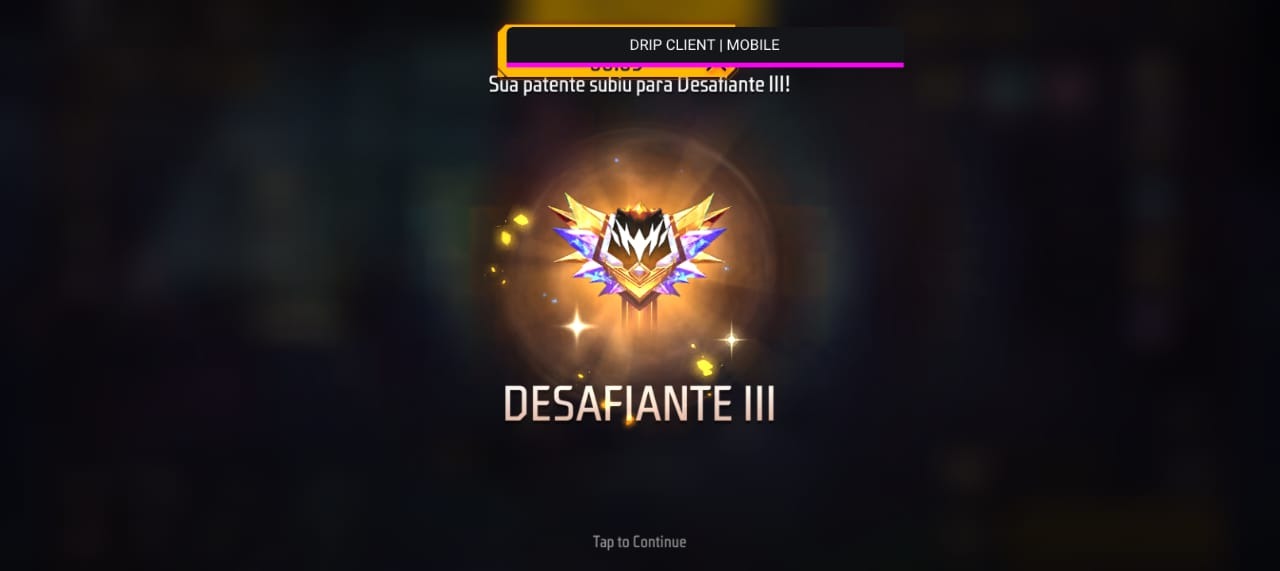 DRIP CLIENT | MOBILE
Sua patente subiu para Desafiante III!
DESAFIANTE III
Tap to Continue